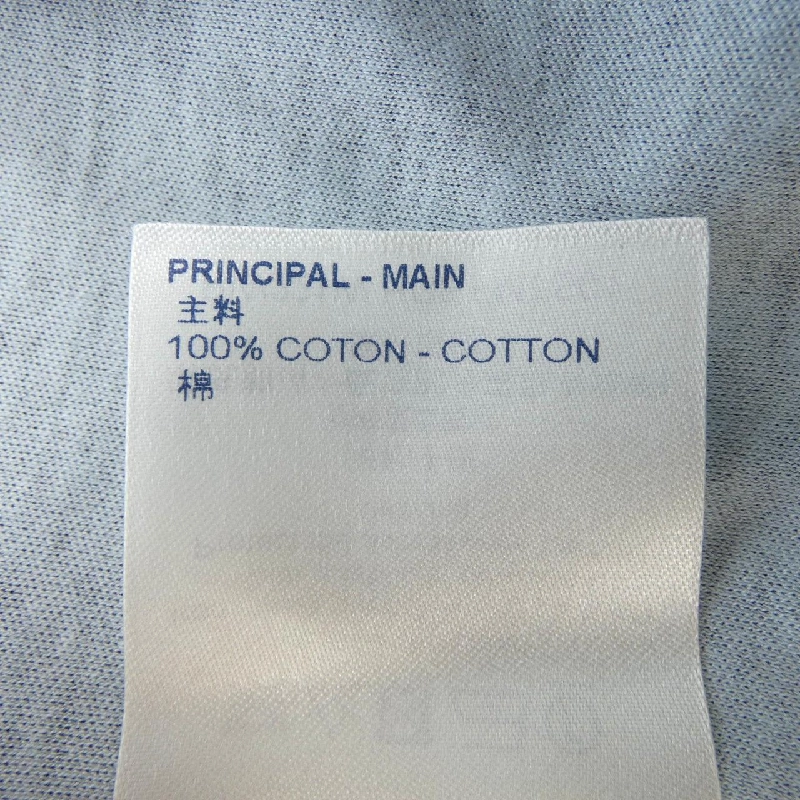 PRINCIPAL - MAIN
主料
100% COTON - COTTON
棉